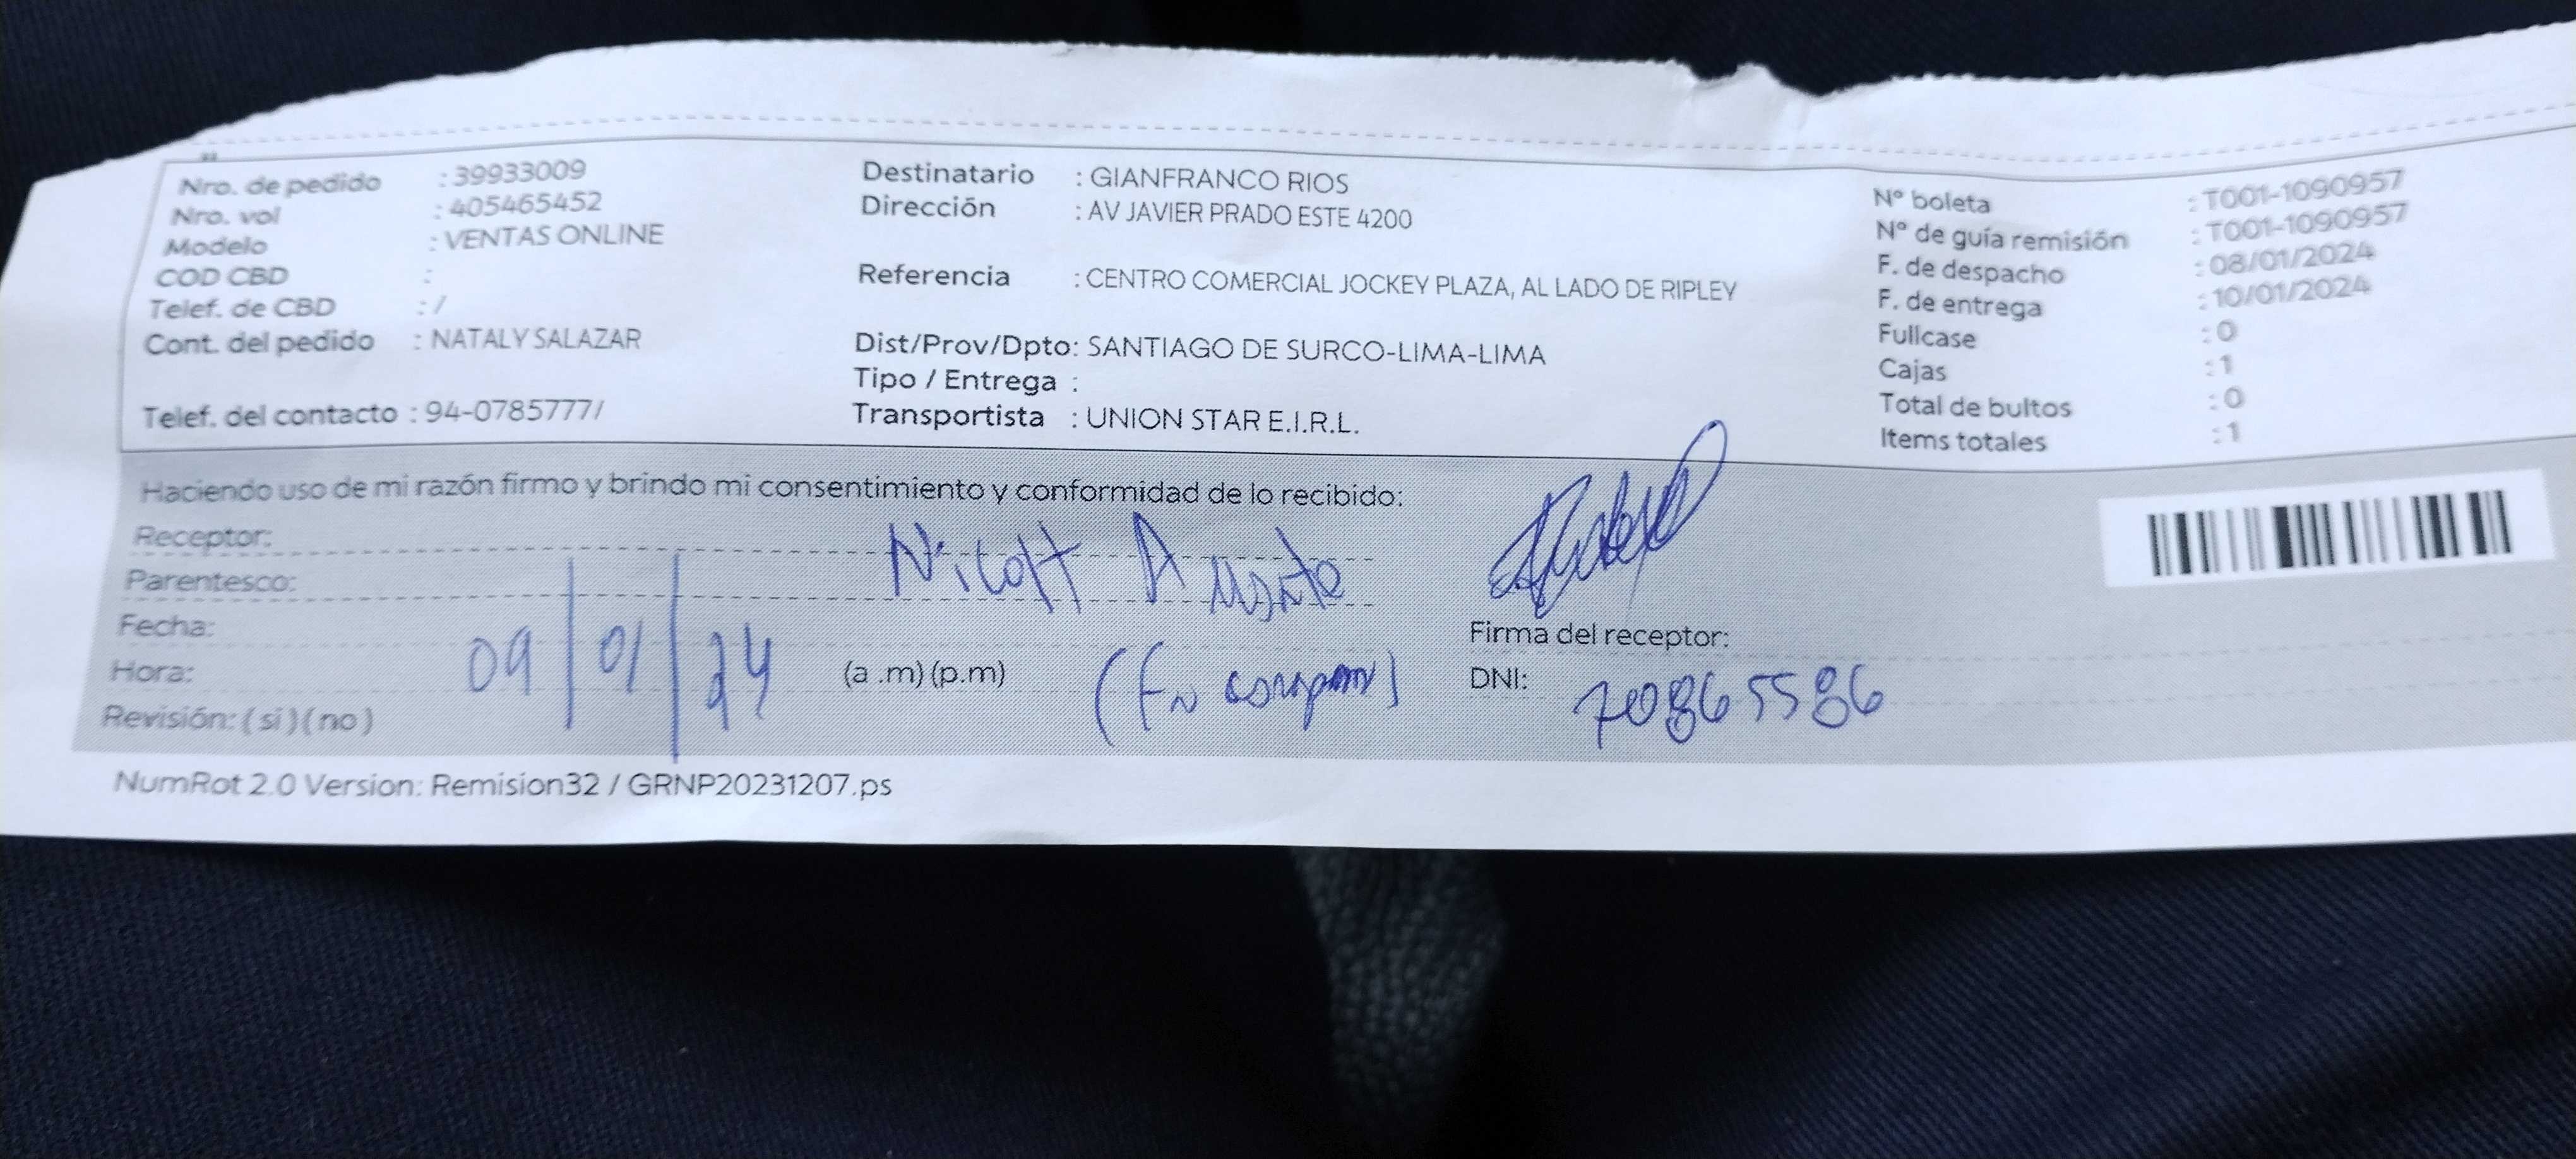 Nro. de pedido : 39933009
Nro. vol : 405465452
Modelo : VENTAS ONLINE
COD CBD :
Telef. de CBD : /
Cont. del pedido : NATALY SALAZAR
Telef. del contacto : 94-0785777/
Destinatario : GIANFRANCO RIOS
Dirección : AV JAVIER PRADO ESTE 4200
Referencia : CENTRO COMERCIAL JOCKEY PLAZA, AL LADO DE RIPLEY
Dist/Prov/Dpto: SANTIAGO DE SURCO-LIMA-LIMA
Tipo / Entrega :
Transportista : UNION STAR E.I.R.L.
Nº boleta : T001-1090957
Nº de guía remisión : T001-1090957
F. de despacho : 08/01/2024
F. de entrega : 10/01/2024
Fullcase : 0
Cajas : 1
Total de bultos : 0
Items totales : 1
Haciendo uso de mi razón firmo y brindo mi consentimiento y conformidad de lo recibido:
Receptor:
Parentesco:
Fecha:
09/01/24
Hora: (a .m) (p.m)
Revisión: ( si ) ( no )
Firma del receptor:
DNI: 70865586
NumRot 2.0 Version: Remision32 / GRNP20231207.ps